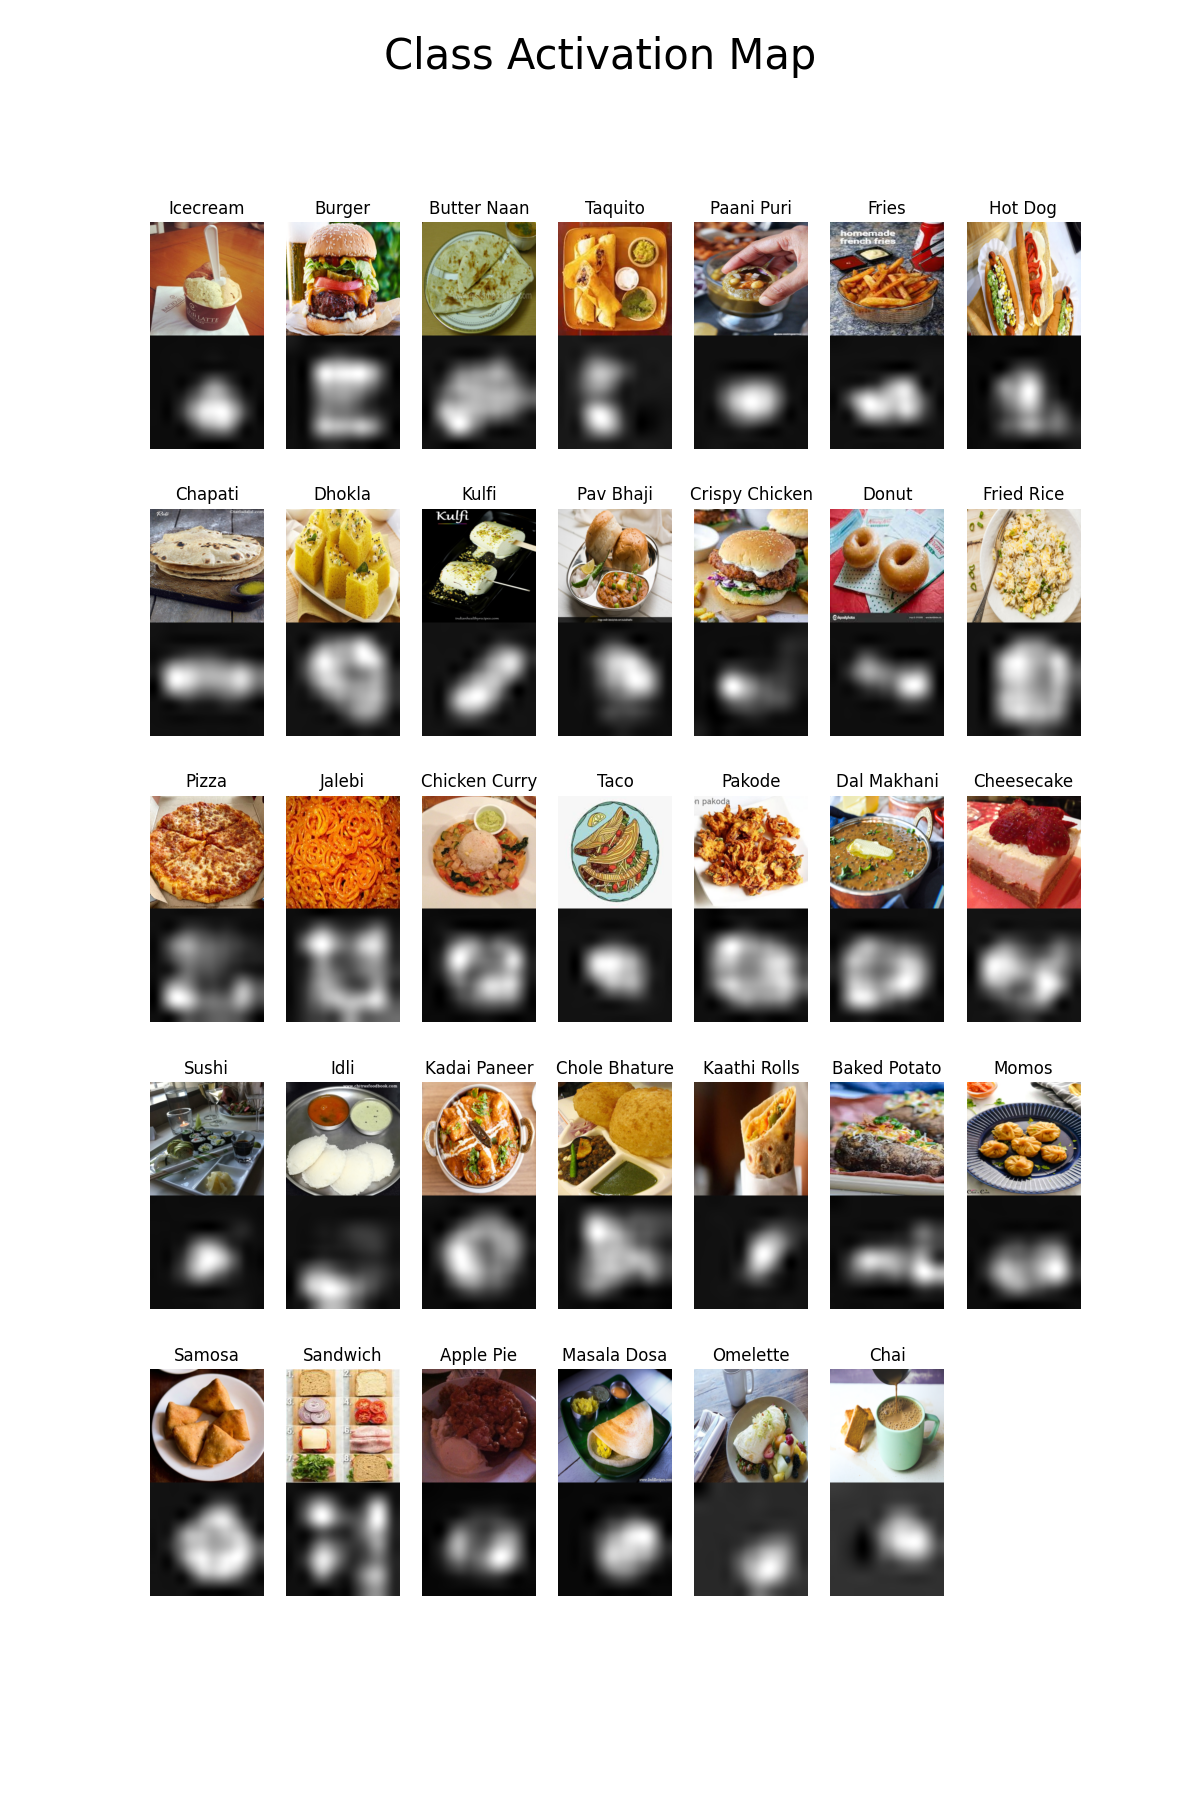 Class Activation Map
Icecream
Burger
Butter Naan
Taquito
Paani Puri
Fries
Hot Dog
homemade
french fries
Chapati
Dhokla
Kulfi
Pav Bhaji
Crispy Chicken
Donut
Fried Rice
Kulfi
Pizza
Jalebi
Chicken Curry
Taco
Pakode
Dal Makhani
Cheesecake
n pakoda
Sushi
Idli
Kadai Paneer
Chole Bhature
Kaathi Rolls
Baked Potato
Momos
Samosa
Sandwich
Apple Pie
Masala Dosa
Omelette
Chai